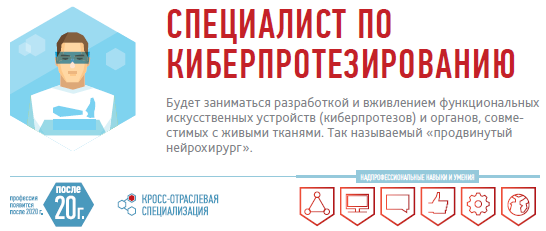 СПЕЦИАЛИСТ ПО
КИБЕРПРОТЕЗИРОВАНИЮ
Будет заниматься разработкой и вживлением функциональных
искусственных устройств (киберпротезов) и органов, совме-
стимых с живыми тканями. Так называемый «продвинутый
нейрохирург».
НАДПРОФЕССИОНАЛЬНЫЕ НАВЫКИ И УМЕНИЯ
профессия
появится
после 2020 г.
после
20г.
КРОСС-ОТРАСЛЕВАЯ
СПЕЦИАЛИЗАЦИЯ